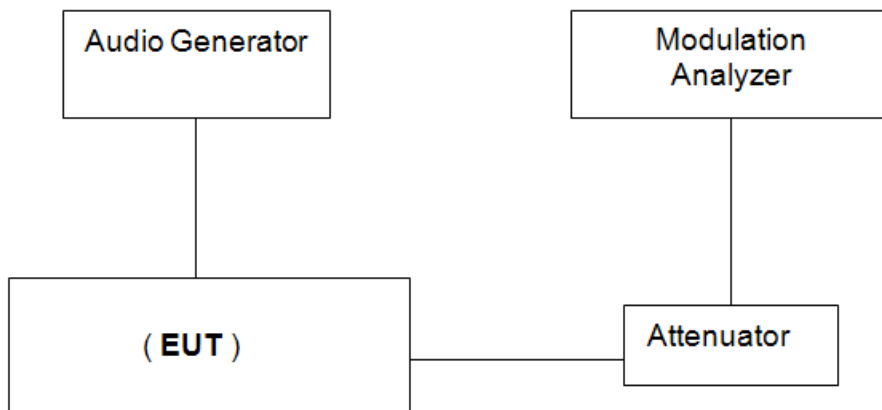 Audio Generator
Modulation
Analyzer
( EUT )
Attenuator